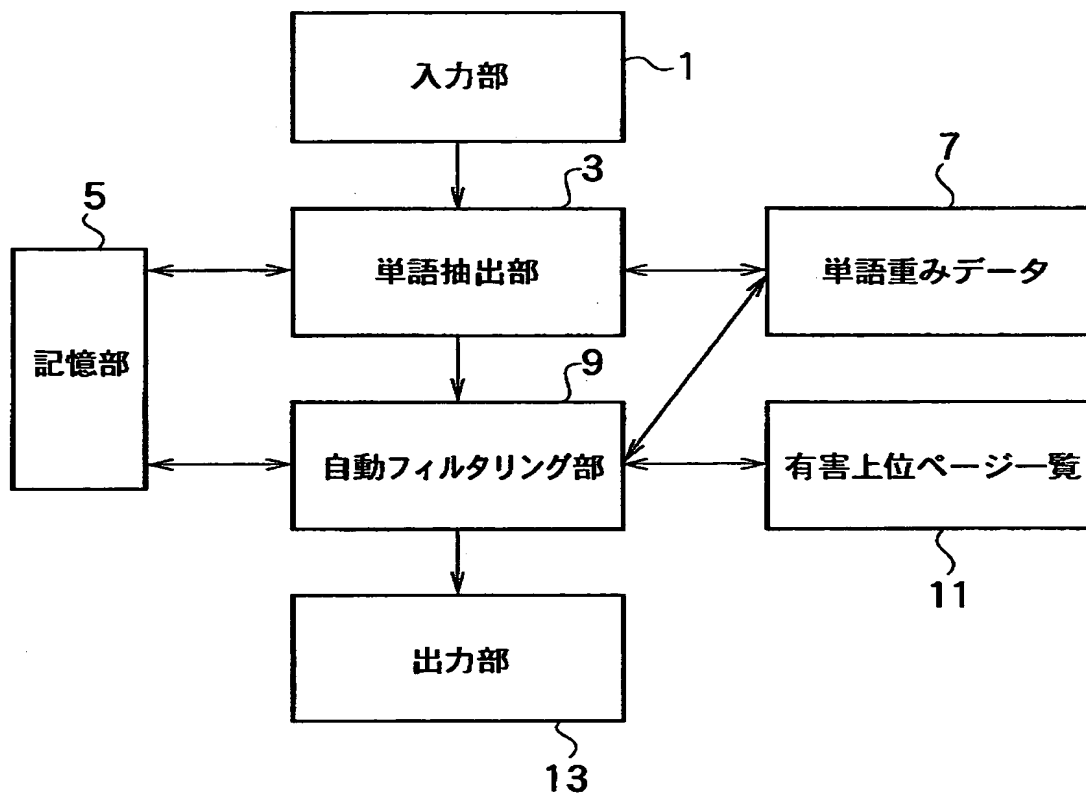 入力部
1
3
7
5
単語抽出部
単語重みデータ
記憶部
9
自動フィルタリング部
有害上位ページ一覧
11
出力部
13